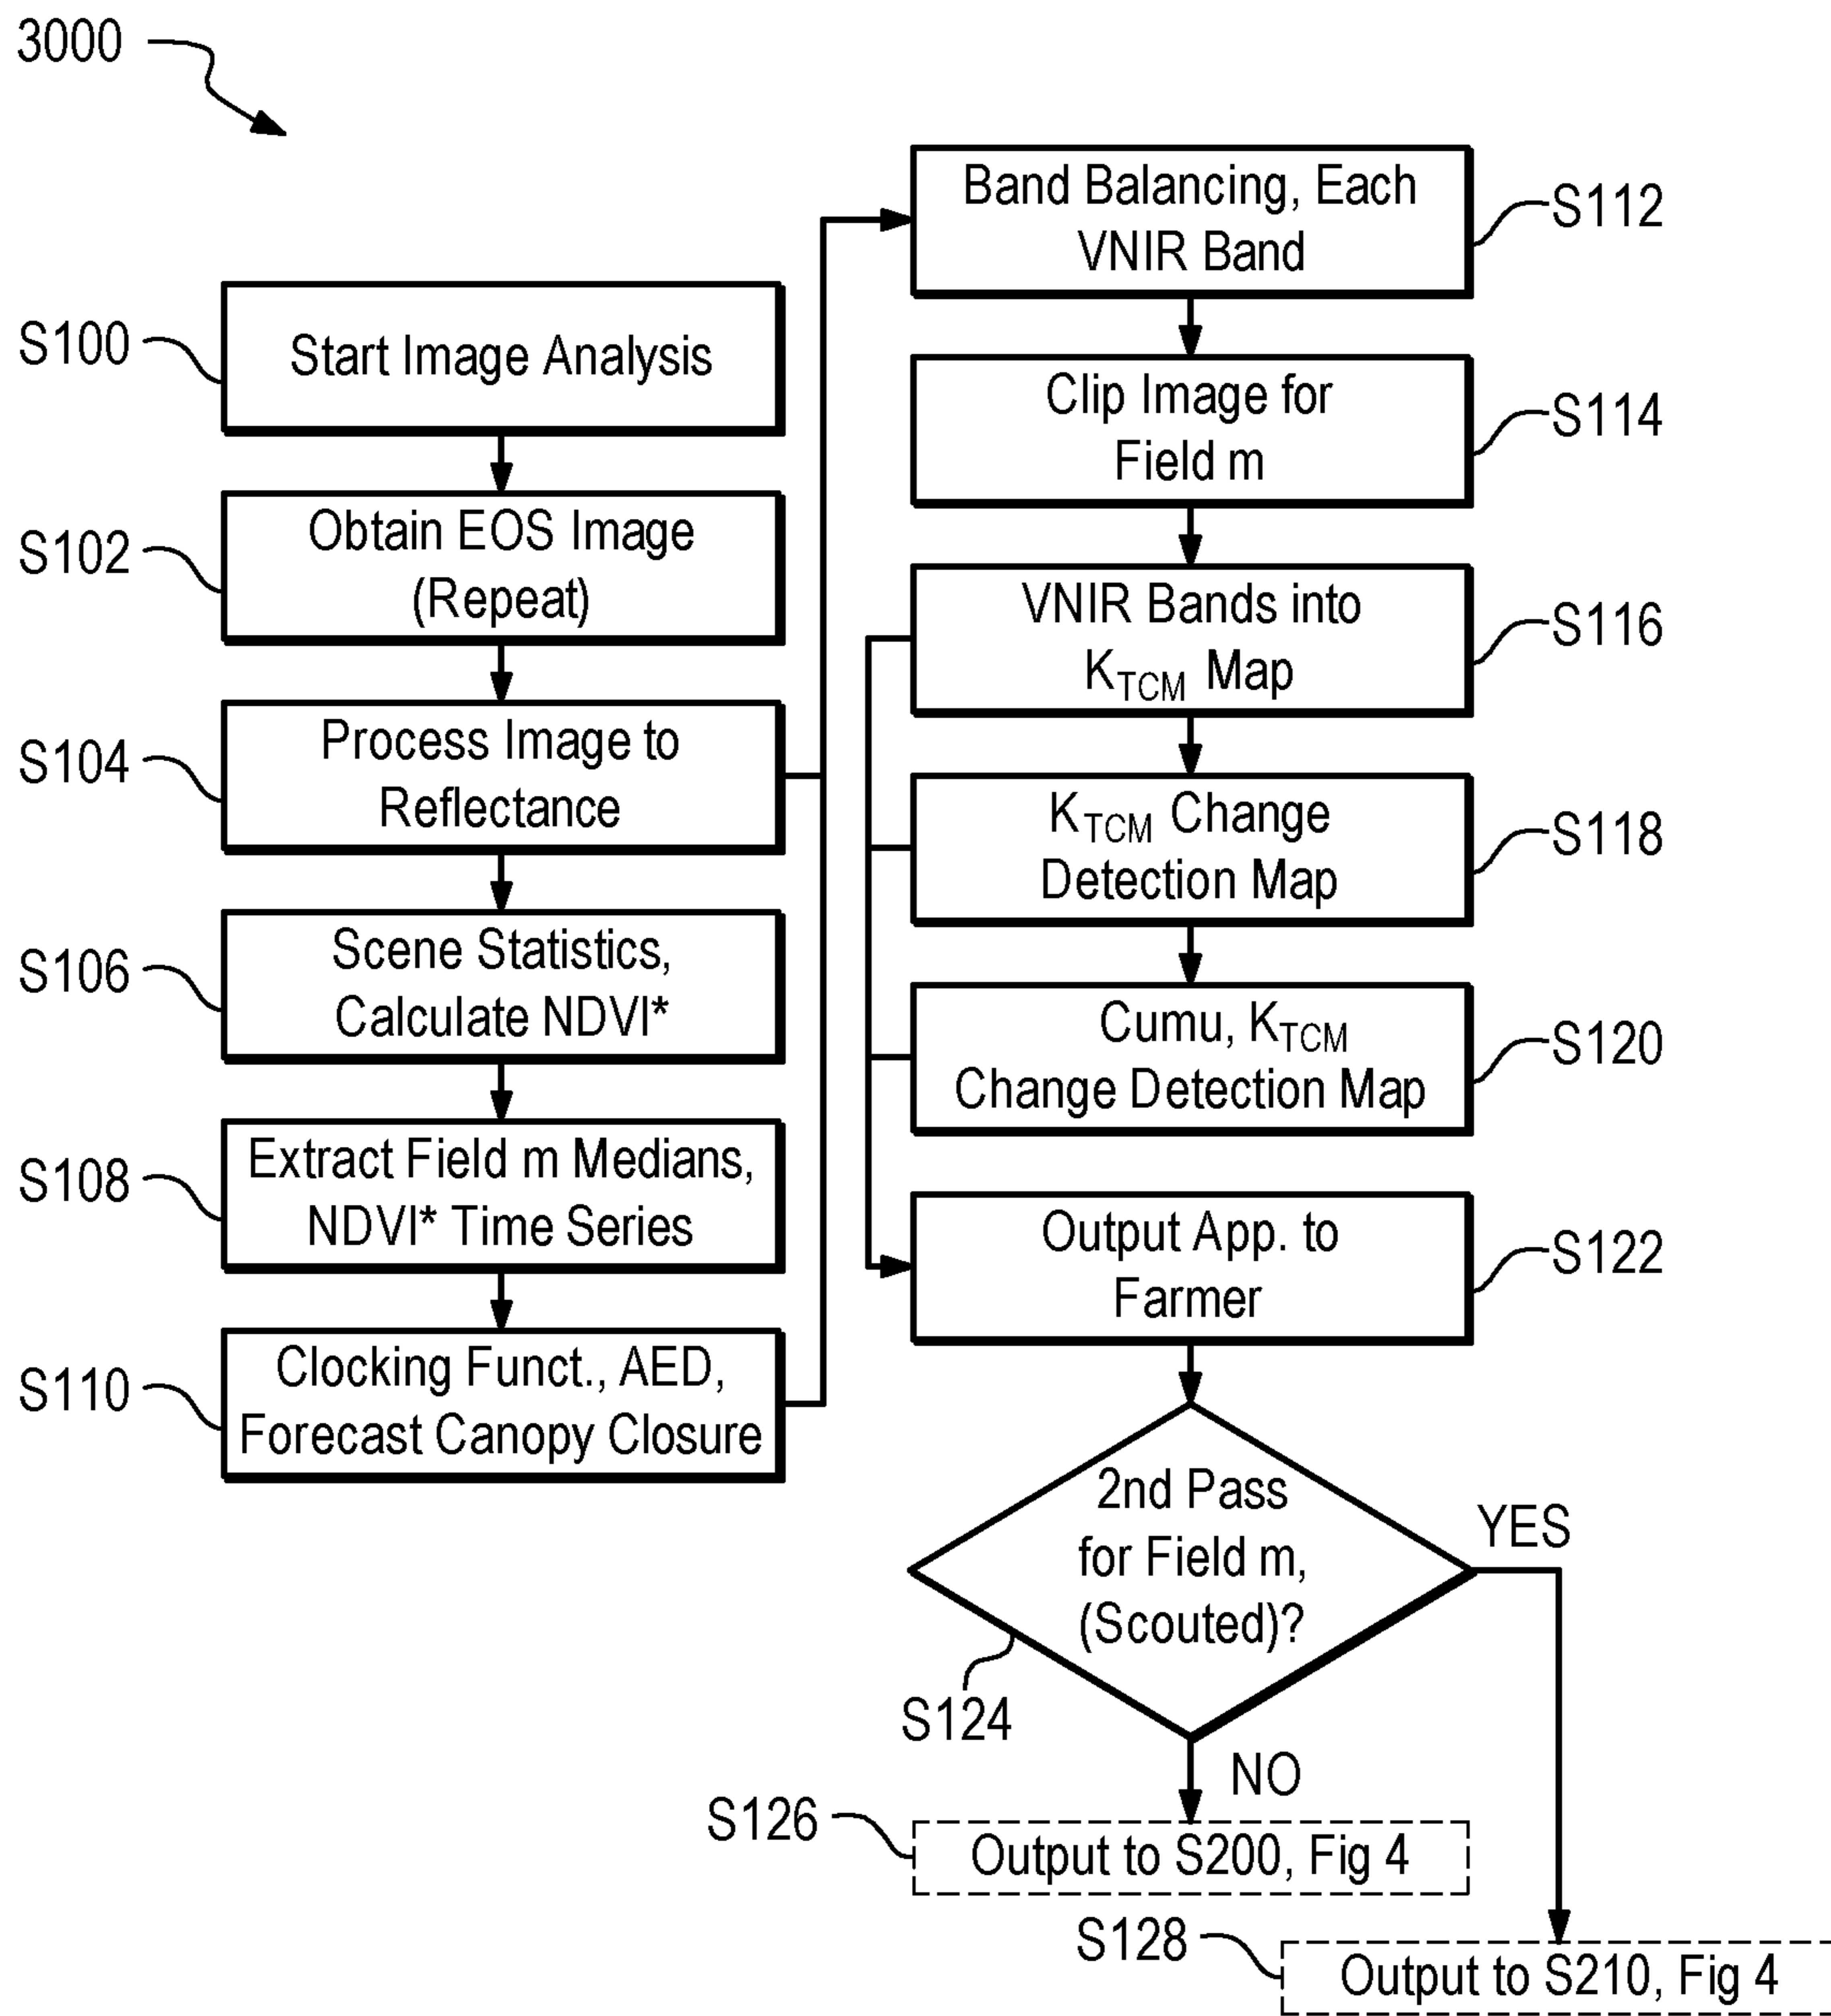 3000
S100
Start Image Analysis
S102
Obtain EOS Image
(Repeat)
S104
Process Image to
Reflectance
S106
Scene Statistics,
Calculate NDVI*
S108
Extract Field m Medians,
NDVI* Time Series
S110
Clocking Funct., AED,
Forecast Canopy Closure
Band Balancing, Each
VNIR Band
S112
Clip Image for
Field m
S114
VNIR Bands into
KTCM Map
S116
KTCM Change
Detection Map
S118
Cumu, KTCM
Change Detection Map
S120
Output App. to
Farmer
S122
2nd Pass
for Field m,
(Scouted)?
YES
S124
NO
S126
Output to S200, Fig 4
S128
Output to S210, Fig 4